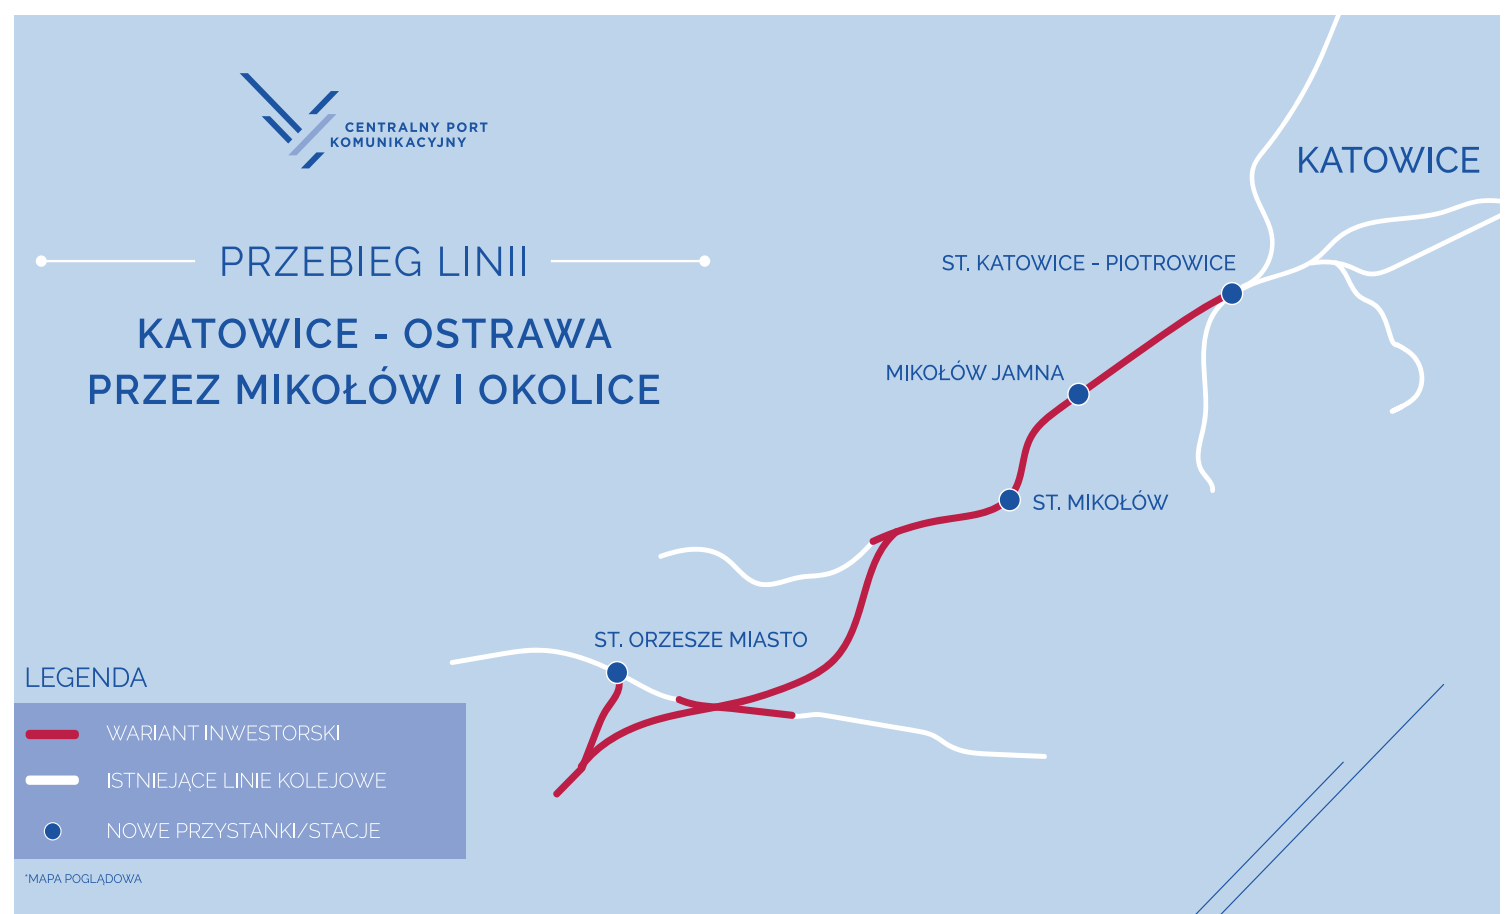 CENTRALNY PORT
KOMUNIKACYJNY
PRZEBIEG LINII
KATOWICE - OSTRAWA
PRZEZ MIKOŁÓW I OKOLICE
KATOWICE
ST. KATOWICE - PIOTROWICE
MIKOŁÓW JAMNA
ST. MIKOŁÓW
ST. ORZESZE MIASTO
LEGENDA
WARIANT INWESTORSKI
ISTNIEJĄCE LINIE KOLEJOWE
NOWE PRZYSTANKI/STACJE
*MAPA POGLĄDOWA